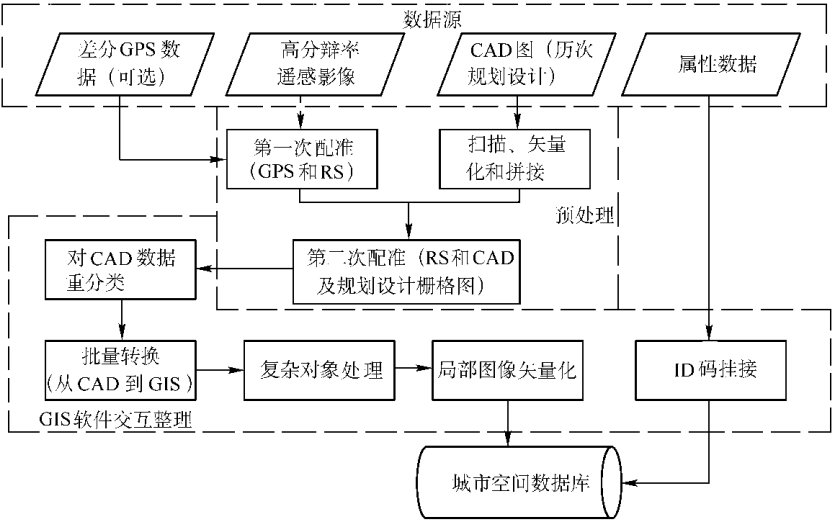 数据源
差分GPS数
据（可选）
高分辩率
遥感影像
CAD图（历次
规划设计）
属性数据
第一次配准
（GPS和RS）
扫描、矢量
化和拼接
预处理
对CAD数据
重分类
第二次配准（RS和CAD
及规划设计栅格图）
批量转换
（从CAD到GIS）
复杂对象处理
局部图像矢量化
ID码挂接
GIS软件交互整理
城市空间数据库